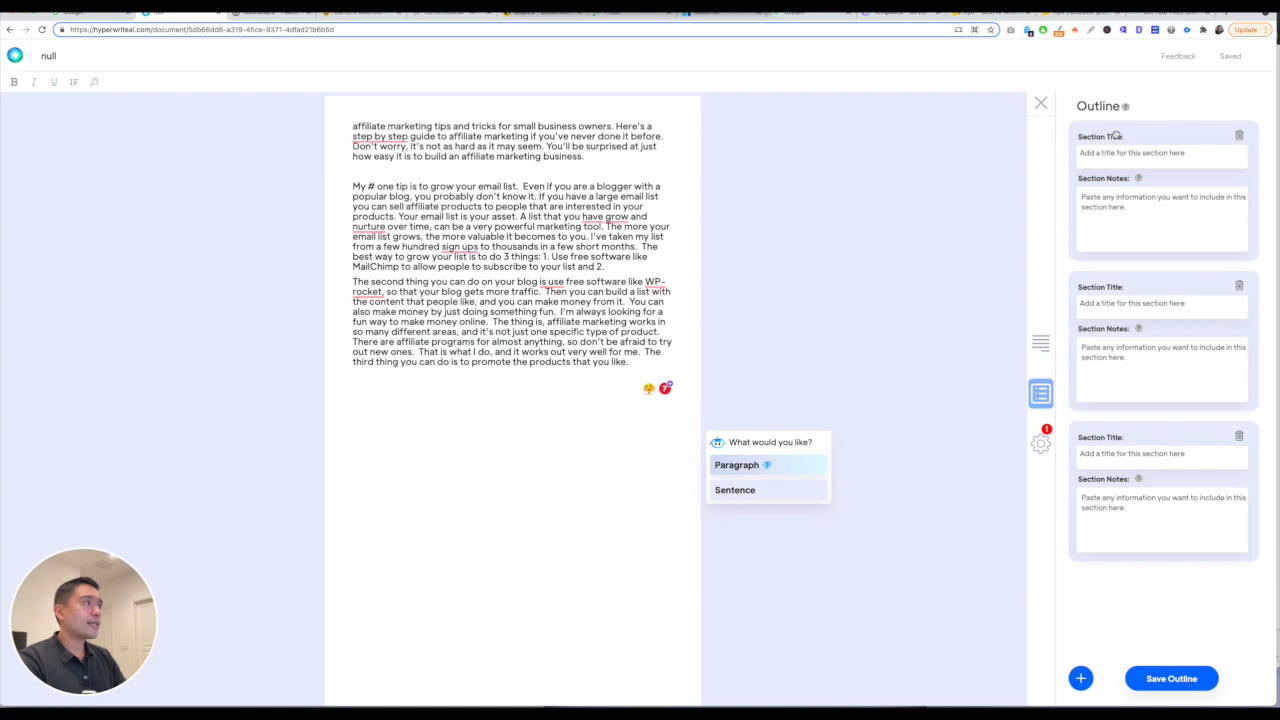 https://hyperwriteai.com/document/5db66dd6-a319-45ce-9371-4dfad21b6b5d
Update
null
Feedback
Saved
B I U
affiliate marketing tips and tricks for small business owners. Here's a
step by step guide to affiliate marketing if you've never done it before.
Don't worry, it's not as hard as it may seem. You'll be surprised at just
how easy it is to build an affiliate marketing business.
My # one tip is to grow your email list. Even if you are a blogger with a
popular blog, you probably don't know it. If you have a large email list
you can sell affiliate products to people that are interested in your
products. Your email list is your asset. A list that you have grow and
nurture over time, can be a very powerful marketing tool. The more your
email list grows, the more valuable it becomes to you. I've taken my list
from a few hundred sign ups to thousands in a few short months. The
best way to grow your list is to do 3 things: 1. Use free software like
MailChimp to allow people to subscribe to your list and 2.
The second thing you can do on your blog is use free software like WP-
rocket, so that your blog gets more traffic. Then you can build a list with
the content that people like, and you can make money from it. You can
also make money by just doing something fun. I'm always looking for a
fun way to make money online. The thing is, affiliate marketing works in
so many different areas, and it's not just one specific type of product.
There are affiliate programs for almost anything, so don't be afraid to try
out new ones. That is what I do, and it works out very well for me. The
third thing you can do is to promote the products that you like.
7
What would you like?
Paragraph
Sentence
1
Outline
Section Title:
Add a title for this section here
Section Notes:
Paste any information you want to include in this
section here.
Section Title:
Add a title for this section here
Section Notes:
Paste any information you want to include in this
section here.
Section Title:
Add a title for this section here
Section Notes:
Paste any information you want to include in this
section here.
+
Save Outline